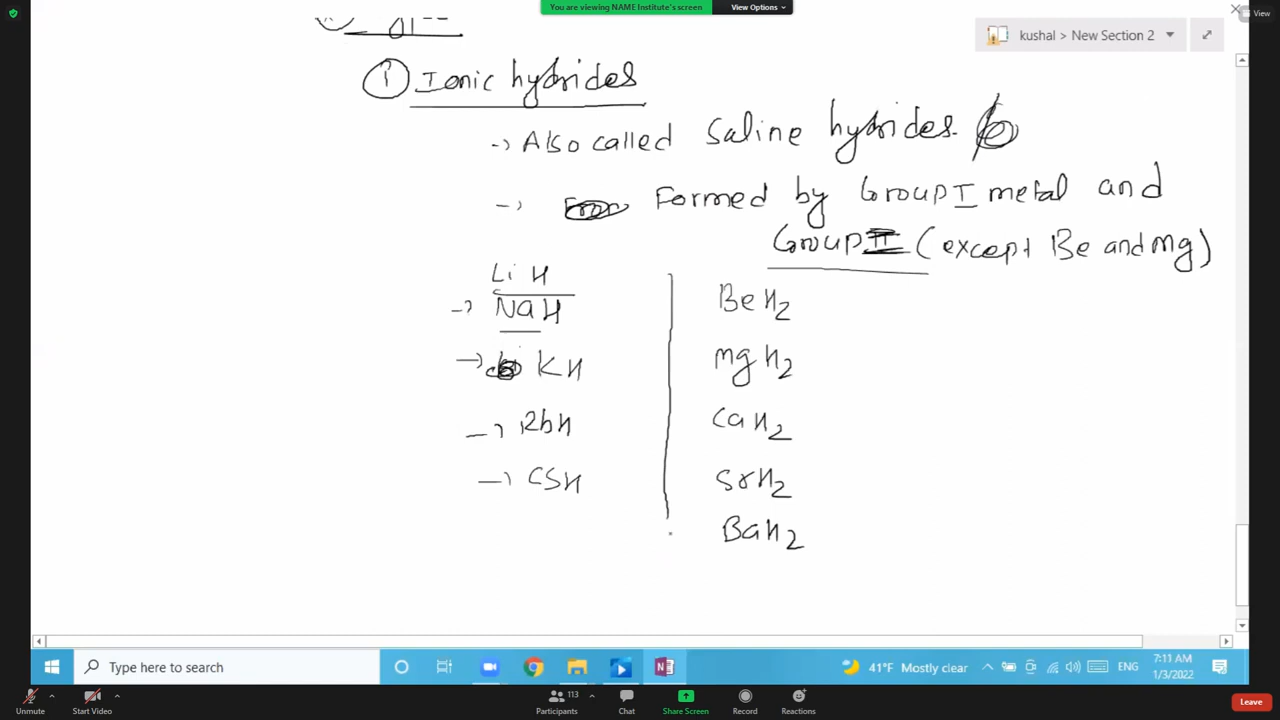 You are viewing NAME Institute's screen
View Options
View
kushal > New Section 2
i Ionic hybrides
→ Also called Saline hybrides.
→ Formed by Group I metal and
Group II (except Be and Mg)
LiH
→ NaH
→ KH
→ RbH
→ CSH
BeH2
MgH2
CaH2
SrH2
BaH2
Type here to search
41°F Mostly clear
ENG
7:11 AM
1/3/2022
Unmute
Start Video
113
Participants
Chat
Share Screen
Record
Reactions
Leave